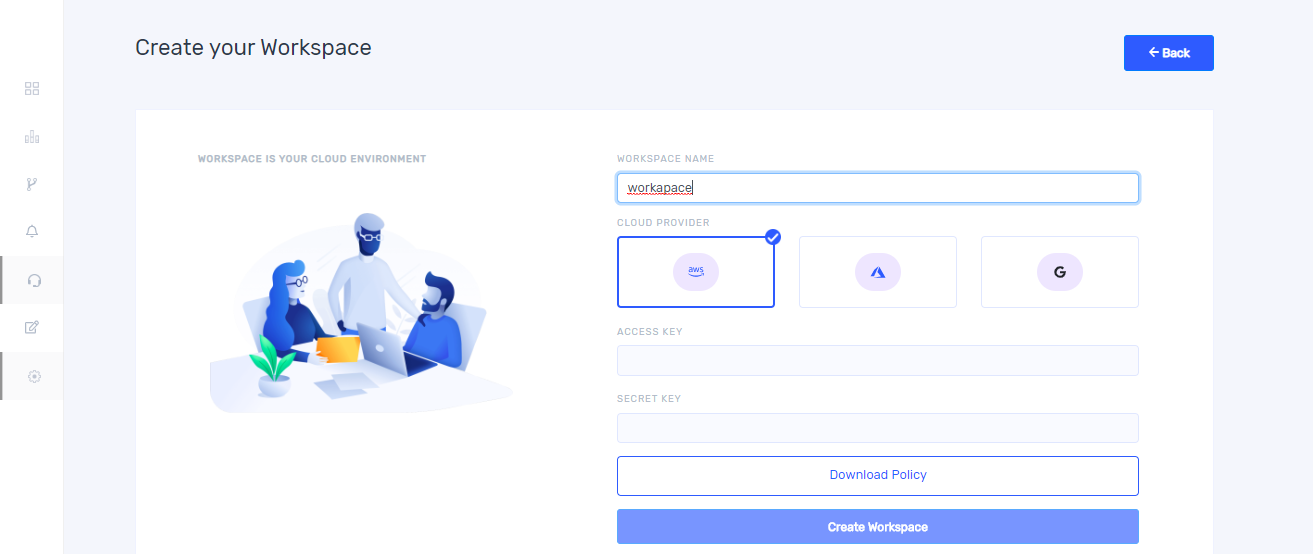 Create your Workspace
← Back
WORKSPACE IS YOUR CLOUD ENVIRONMENT
WORKSPACE NAME
workapace
CLOUD PROVIDER
aws
G
ACCESS KEY
SECRET KEY
Download Policy
Create Workspace